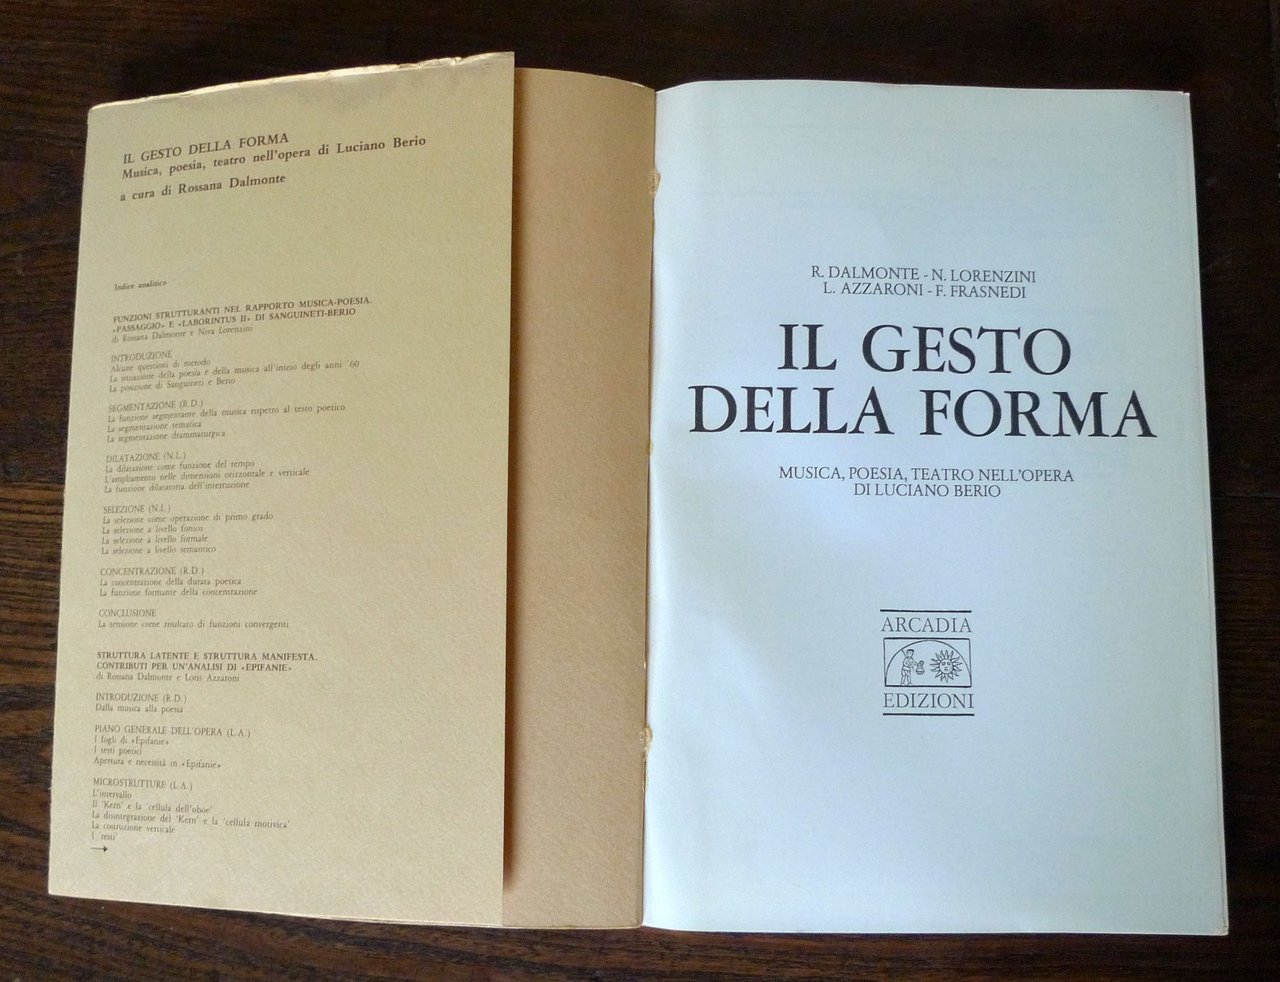 IL GESTO DELLA FORMA
Musica, poesia, teatro nell'opera di Luciano Berio
a cura di Rossana Dalmonte
Indice analitico
FUNZIONI STRUTTURANTI NEL RAPPORTO MUSICA-POESIA.
«PASSAGGIO» E «LABORINTUS II» DI SANGUINETI-BERIO
di Rossana Dalmonte e Niva Lorenzini
INTRODUZIONE
Alcune questioni di metodo
La situazione della poesia e della musica all'inizio degli anni '60
La posizione di Sanguineti e Berio
SEGMENTAZIONE (R.D.)
La funzione segmentante della musica rispetto al testo poetico
La segmentazione tematica
La segmentazione drammaturgica
DILATAZIONE (N.L.)
La dilatazione come funzione del tempo
L'ampliamento nelle dimensioni orizzontale e verticale
La funzione dilatatoria dell'interruzione
SELEZIONE (N.L.)
La selezione come operazione di primo grado
La selezione a livello fonico
La selezione a livello formale
La selezione a livello semantico
CONCENTRAZIONE (R.D.)
La concentrazione della durata poetica
La funzione formante della concentrazione
CONCLUSIONE
La tensione come risultato di funzioni convergenti
STRUTTURA LATENTE E STRUTTURA MANIFESTA.
CONTRIBUTI PER UN'ANALISI DI «EPIFANIE»
di Rossana Dalmonte e Loris Azzaroni
INTRODUZIONE (R.D.)
Dalla musica alla poesia
PIANO GENERALE DELL'OPERA (L.A.)
I fogli di «Epifanie»
I testi poetici
Apertura e necessità in «Epifanie»
MICROSTRUTTURE (L.A.)
L'intervallo
Il 'Kern' e la 'cellula dell'oboe'
La disintegrazione del 'Kern' e la 'cellula motivica'
La costruzione verticale
I 'testi'
R. DALMONTE - N. LORENZINI
L. AZZARONI - F. FRASNEDI
IL GESTO
DELLA FORMA
MUSICA, POESIA, TEATRO NELL'OPERA
DI LUCIANO BERIO
ARCADIA
EDIZIONI